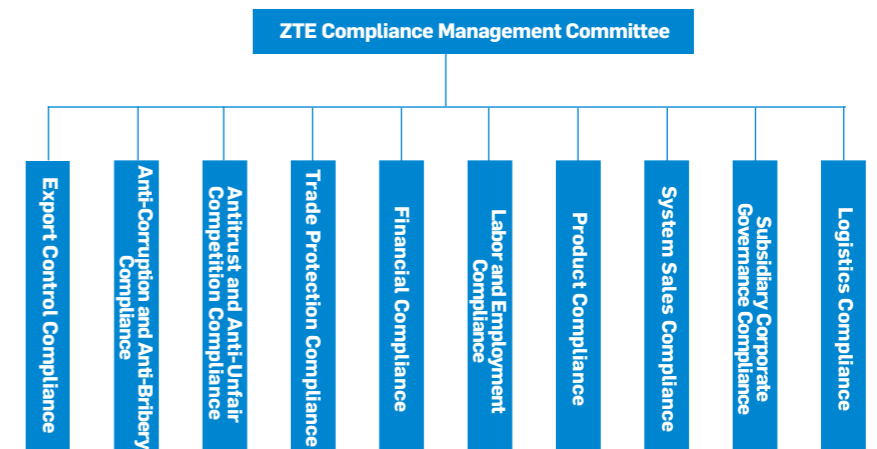 ZTE Compliance Management Committee
Export Control Compliance
Anti-Corruption and Anti-Bribery
Compliance
Antitrust and Anti-Unfair
Competition Compliance
Trade Protection Compliance
Financial Compliance
Labor and Employment
Compliance
Product Compliance
System Sales Compliance
Subsidiary Corporate
Governance Compliance
Logistics Compliance